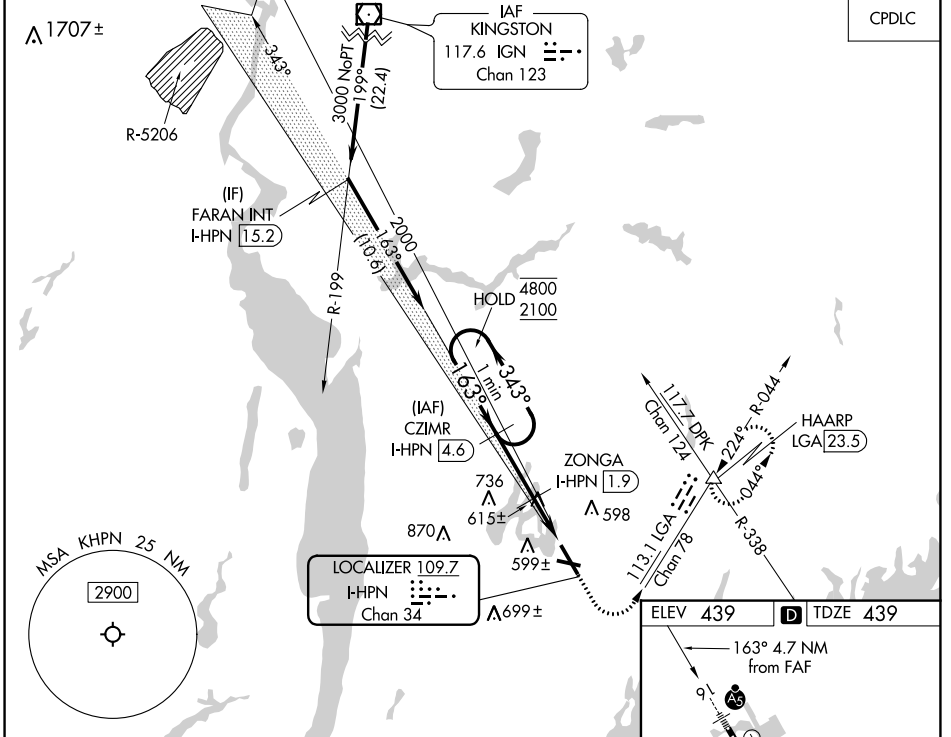 1707±
343°
R-5206
3000 NoPT
199°
(22.4)
IAF
KINGSTON
117.6 IGN
Chan 123
CPDLC
(IF)
FARAN INT
I-HPN 15.2
2000
163°
(10.6)
R-199
HOLD 4800
2100
1 min
163°
343°
(IAF)
CZIMR
I-HPN 4.6
ZONGA
I-HPN 1.9
736
615±
598
870
599±
699±
117.7 DPK
Chan 124
R-044
224°
044°
HAARP
LGA 23.5
R-338
113.1 LGA
Chan 78
MSA KHPN 25 NM
2900
LOCALIZER 109.7
I-HPN
Chan 34
ELEV 439
D
TDZE 439
163° 4.7 NM
from FAF
16
A5